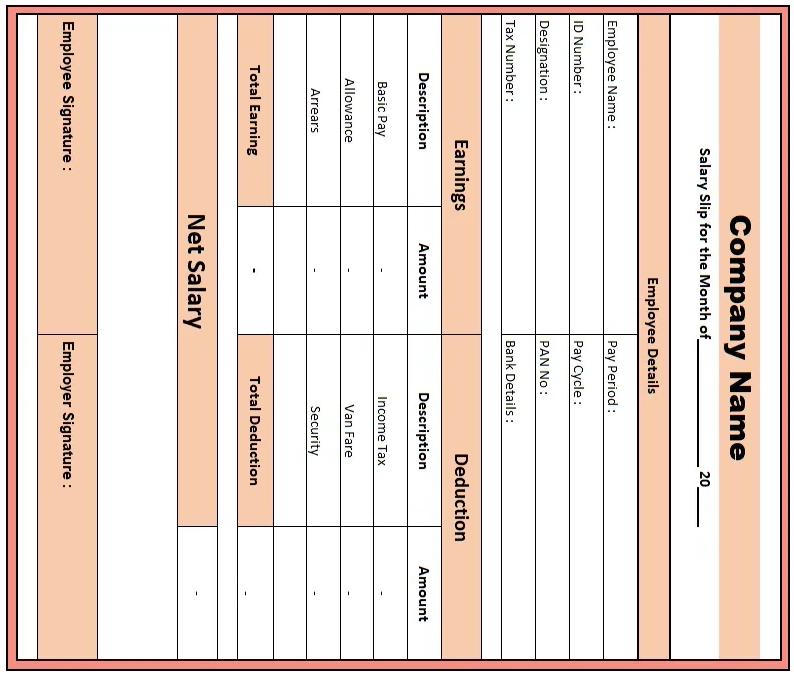 Company Name
Salary Slip for the Month of ________________ 20 _______
Employee Details
Employee Name : Pay Period :
ID Number : Pay Cycle :
Designation : PAN No :
Tax Number : Bank Details :
Earnings Deduction
Description Amount Description Amount
Basic Pay - Income Tax -
Allowance - Van Fare -
Arrears - Security -
Total Earning - Total Deduction -
Net Salary -
Employee Signature : Employer Signature :